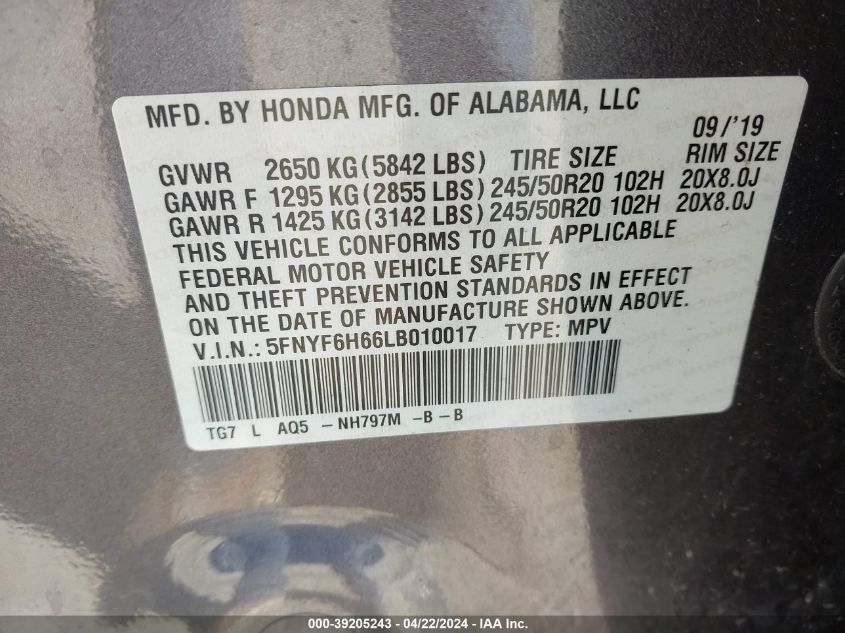 MFD. BY HONDA MFG. OF ALABAMA, LLC
09/'19
GVWR 2650 KG (5842 LBS) TIRE SIZE RIM SIZE
GAWR F 1295 KG (2855 LBS) 245/50R20 102H 20X8.0J
GAWR R 1425 KG (3142 LBS) 245/50R20 102H 20X8.0J
THIS VEHICLE CONFORMS TO ALL APPLICABLE
FEDERAL MOTOR VEHICLE SAFETY
AND THEFT PREVENTION STANDARDS IN EFFECT
ON THE DATE OF MANUFACTURE SHOWN ABOVE.
V.I.N.: 5FNYF6H66LB010017 TYPE: MPV
TG7 L AQ5 -NH797M -B-B
000-39205243 - 04/22/2024 - IAA Inc.